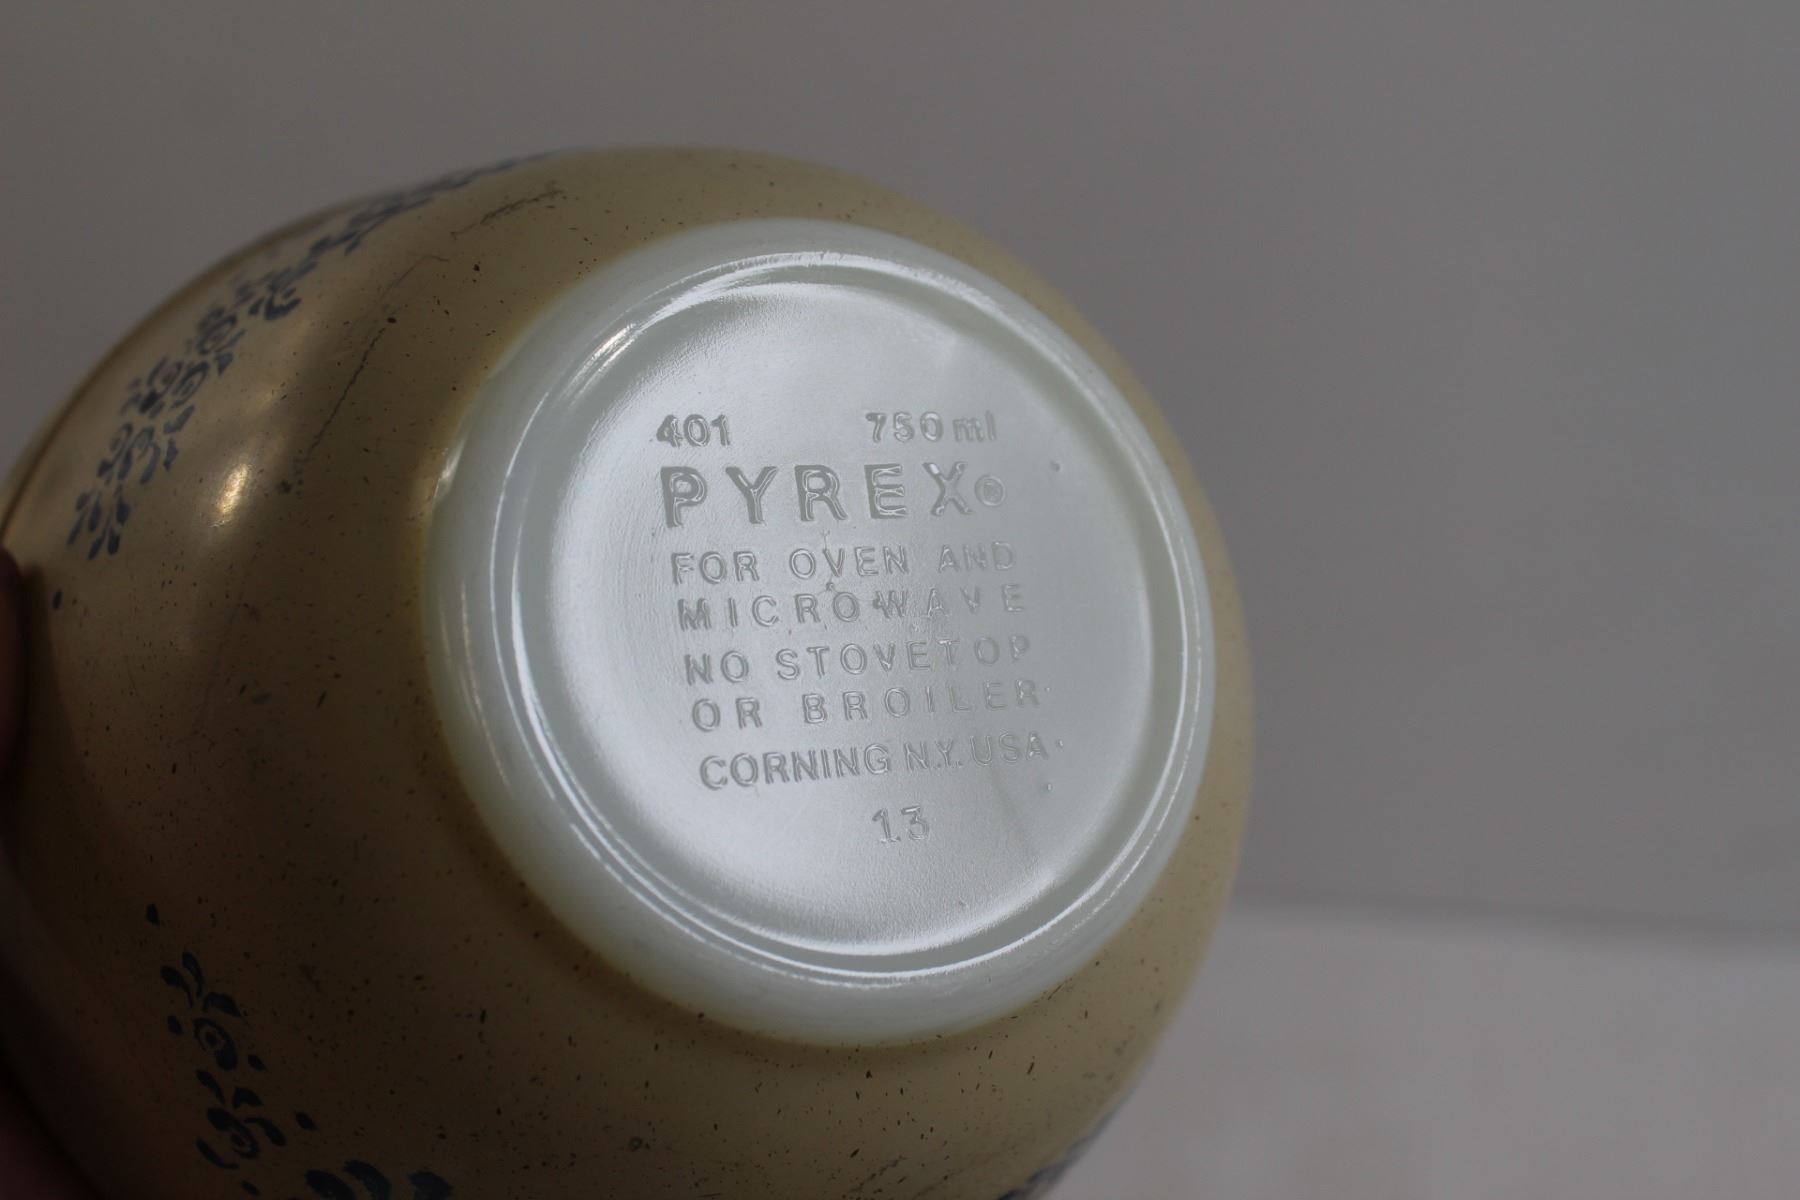 401 750 ml
PYREX®
FOR OVEN AND
MICROWAVE
NO STOVETOP
OR BROILER
CORNING N.Y. USA
13